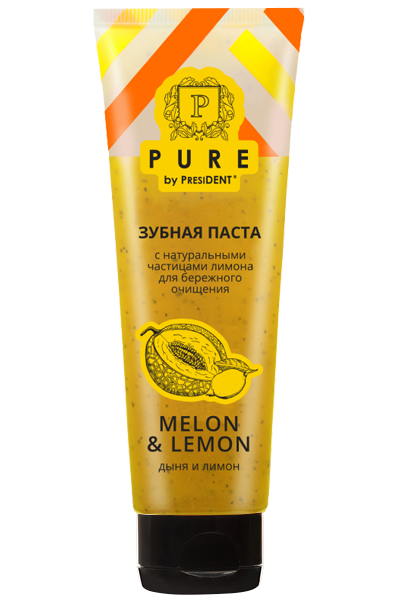 P
PURE
by PRESIDENT®
ЗУБНАЯ ПАСТА
с натуральными
частицами лимона
для бережного
очищения
MELON
& LEMON
дыня и лимон